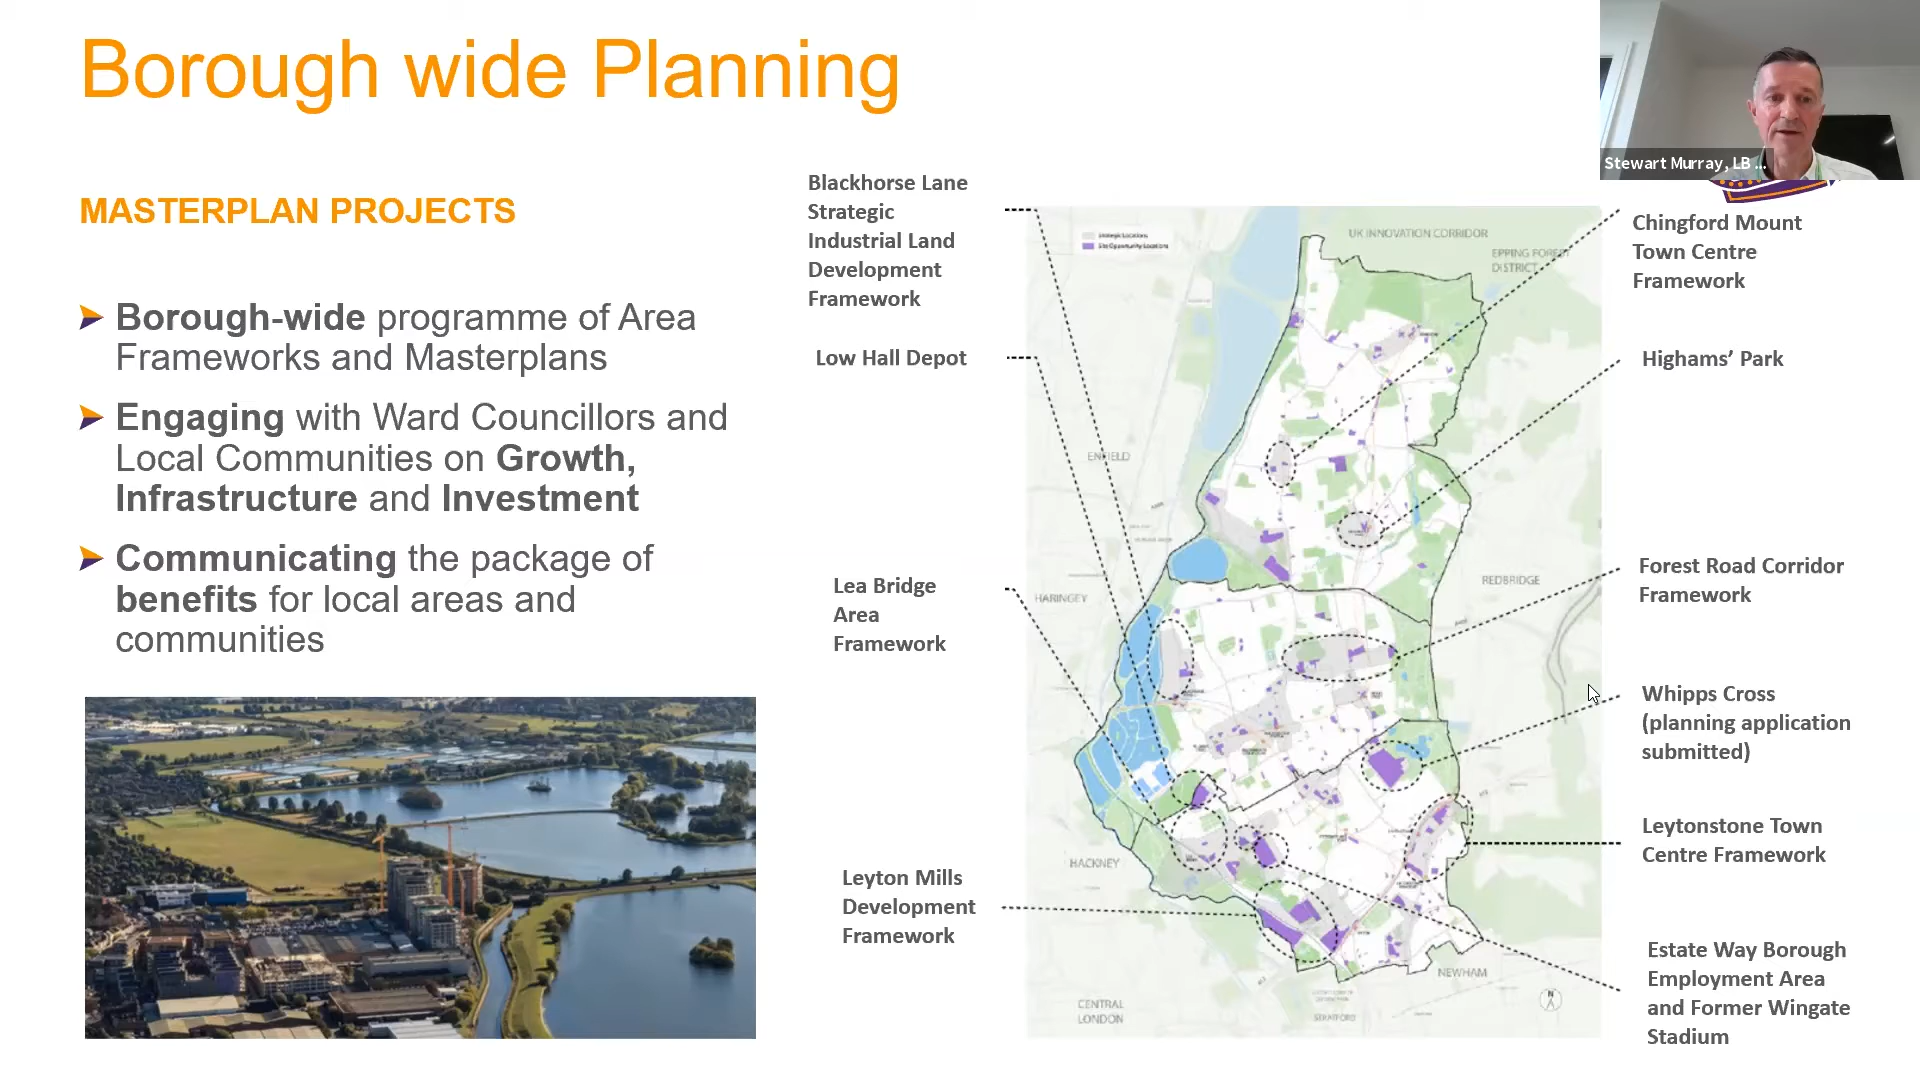 Borough wide Planning
Stewart Murray, LB ...
MASTERPLAN PROJECTS
Borough-wide programme of Area
Frameworks and Masterplans
Engaging with Ward Councillors and
Local Communities on Growth,
Infrastructure and Investment
Communicating the package of
benefits for local areas and
communities
Blackhorse Lane
Strategic
Industrial Land
Development
Framework
Low Hall Depot
Lea Bridge
Area
Framework
Leyton Mills
Development
Framework
Strategic Locations
Site Opportunity Locations
UK INNOVATION CORRIDOR
EPPING FOREST
DISTRICT
ENFIELD
HARINGEY
REDBRIDGE
HACKNEY
NEWHAM
CENTRAL
LONDON
STRATFORD
N
Chingford Mount
Town Centre
Framework
Highams’ Park
Forest Road Corridor
Framework
Whipps Cross
(planning application
submitted)
Leytonstone Town
Centre Framework
Estate Way Borough
Employment Area
and Former Wingate
Stadium